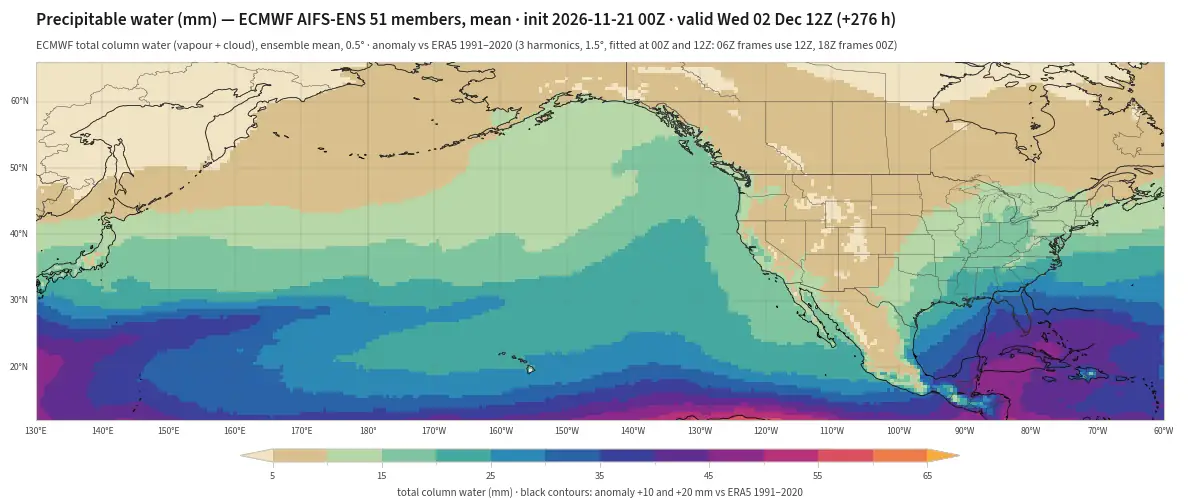 Precipitable water (mm) — ECMWF AIFS-ENS 51 members, mean · init 2026-11-21 00Z · valid Wed 02 Dec 12Z (+276 h)
ECMWF total column water (vapour + cloud), ensemble mean, 0.5° · anomaly vs ERA5 1991–2020 (3 harmonics, 1.5°, fitted at 00Z and 12Z: 06Z frames use 12Z, 18Z frames 00Z)
60°N
50°N
40°N
30°N
20°N
130°E 140°E 150°E 160°E 170°E 180° 170°W 160°W 150°W 140°W 130°W 120°W 110°W 100°W 90°W 80°W 70°W 60°W
5 15 25 35 45 55 65
total column water (mm) · black contours: anomaly +10 and +20 mm vs ERA5 1991–2020